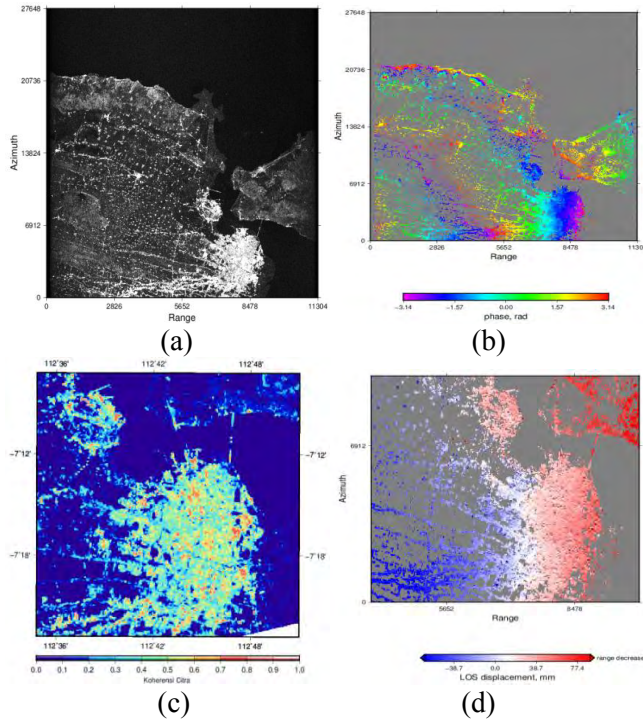 27648
20736
13824
6912
0
Azimuth
0 2826 5652 8478 11304
Range
(a)
27648
20736
13824
6912
0
Azimuth
0 2826 5652 8478 1130
Range
-3.14 -1.57 0.00 1.57 3.14
phase, rad
(b)
112˚36' 112˚42' 112˚48'
-7˚12' -7˚12'
-7˚18' -7˚18'
112˚36' 112˚42' 112˚48'
0.0 0.1 0.2 0.3 0.4 0.5 0.6 0.7 0.8 0.9 1.0
Koherensi Citra
(c)
6912
0
Azimuth
5652 8478
Range
-38.7 0.0 38.7 77.4 range decrease
LOS displacement, mm
(d)